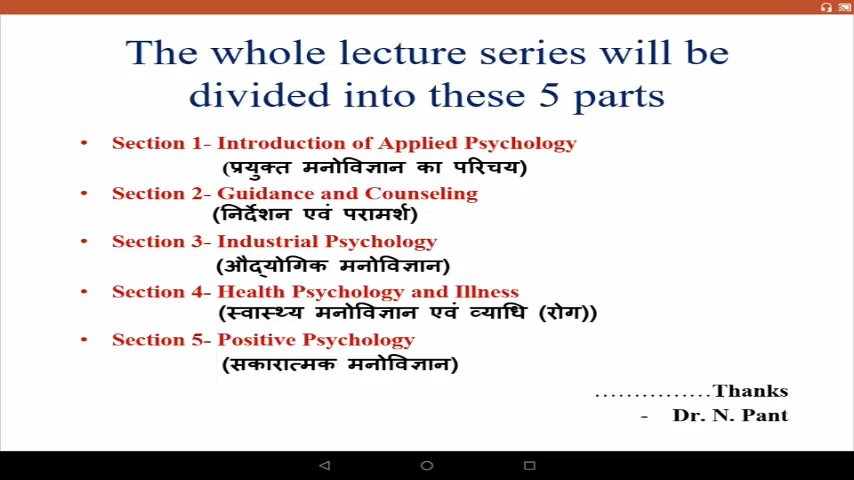 The whole lecture series will be
divided into these 5 parts
• Section 1- Introduction of Applied Psychology
(प्रयुक्त मनोविज्ञान का परिचय)
• Section 2- Guidance and Counseling
(निर्देशन एवं परामर्श)
• Section 3- Industrial Psychology
(औद्योगिक मनोविज्ञान)
• Section 4- Health Psychology and Illness
(स्वास्थ्य मनोविज्ञान एवं व्याधि (रोग))
• Section 5- Positive Psychology
(सकारात्मक मनोविज्ञान)
...............Thanks
- Dr. N. Pant